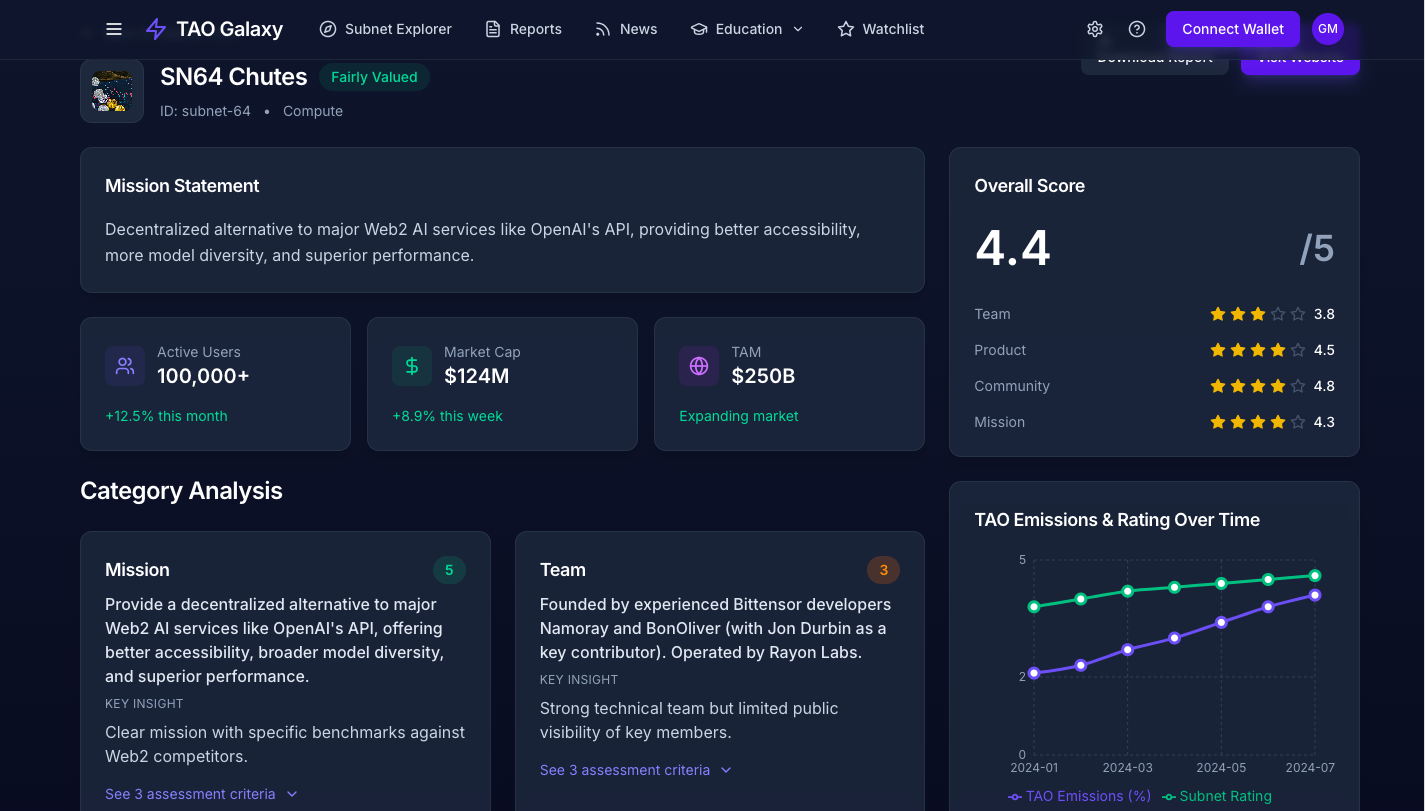 TAO Galaxy
Subnet Explorer
Reports
News
Education
Watchlist
Connect Wallet
GM
SN64 Chutes
Fairly Valued
Download Report
Visit Website
ID: subnet-64 • Compute
Mission Statement
Decentralized alternative to major Web2 AI services like OpenAI's API, providing better accessibility,
more model diversity, and superior performance.
Active Users
100,000+
+12.5% this month
Market Cap
$124M
+8.9% this week
TAM
$250B
Expanding market
Overall Score
4.4
/5
Team 3.8
Product 4.5
Community 4.8
Mission 4.3
Category Analysis
Mission
5
Provide a decentralized alternative to major
Web2 AI services like OpenAI's API, offering
better accessibility, broader model diversity,
and superior performance.
KEY INSIGHT
Clear mission with specific benchmarks against
Web2 competitors.
See 3 assessment criteria
Team
3
Founded by experienced Bittensor developers
Namoray and BonOliver (with Jon Durbin as a
key contributor). Operated by Rayon Labs.
KEY INSIGHT
Strong technical team but limited public
visibility of key members.
See 3 assessment criteria
TAO Emissions & Rating Over Time
5
2
0
2024-01 2024-03 2024-05 2024-07
TAO Emissions (%) Subnet Rating